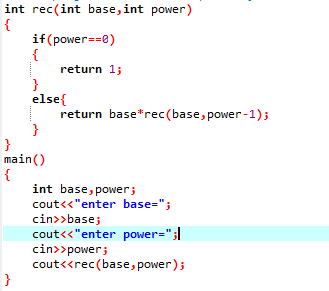 int rec(int base,int power)
{
if(power==0)
{
return 1;
}
else{
return base*rec(base,power-1);
}
}
main()
{
int base,power;
cout<<"enter base=";
cin>>base;
cout<<"enter power=";
cin>>power;
cout<<rec(base,power);
}